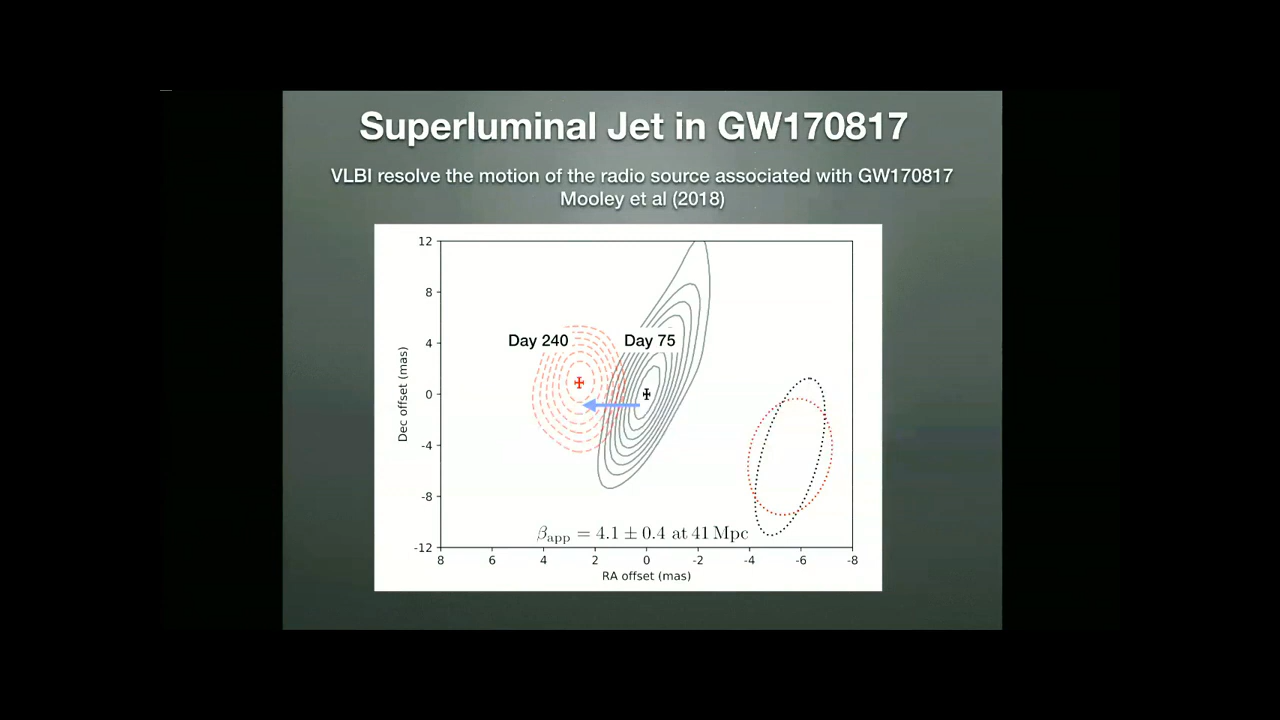 Superluminal Jet in GW170817
VLBI resolve the motion of the radio source associated with GW170817
Mooley et al (2018)
12
8
4
0
-4
-8
-12
Dec offset (mas)
Day 240
Day 75
β_app = 4.1 ± 0.4 at 41 Mpc
8 6 4 2 0 -2 -4 -6 -8
RA offset (mas)